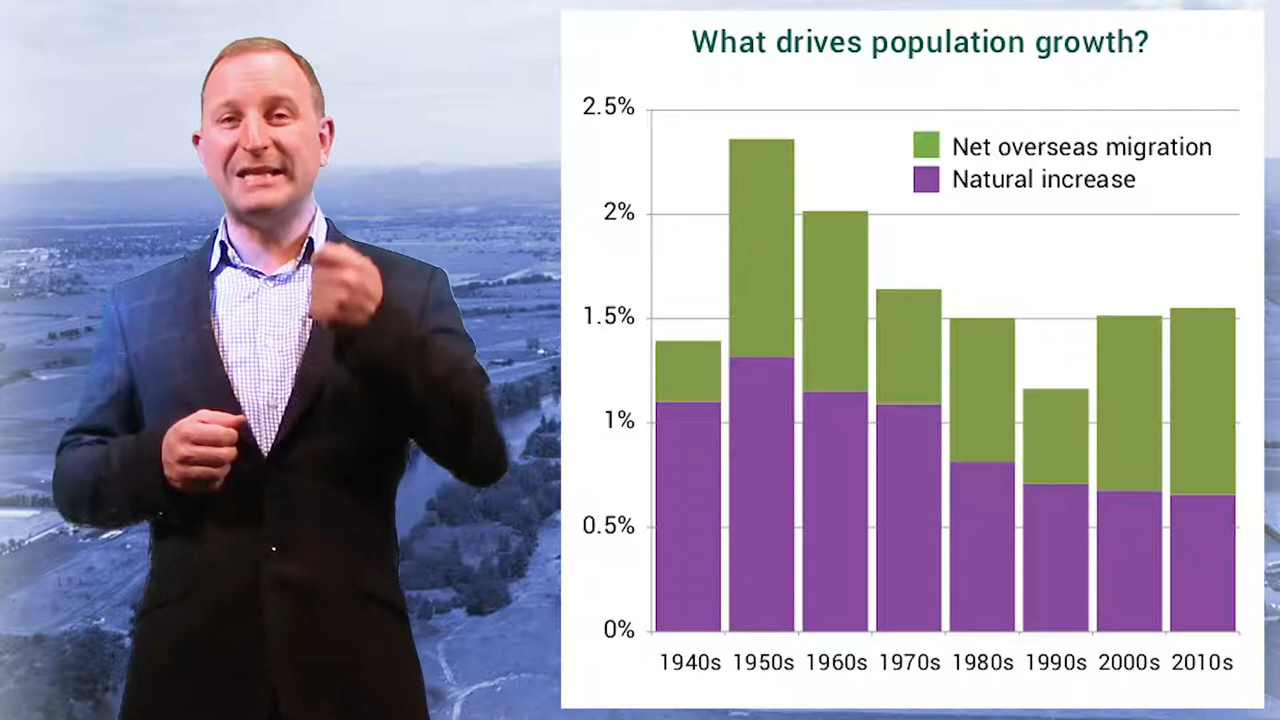 What drives population growth?
2.5%
Net overseas migration
Natural increase
2%
1.5%
1%
0.5%
0%
1940s 1950s 1960s 1970s 1980s 1990s 2000s 2010s